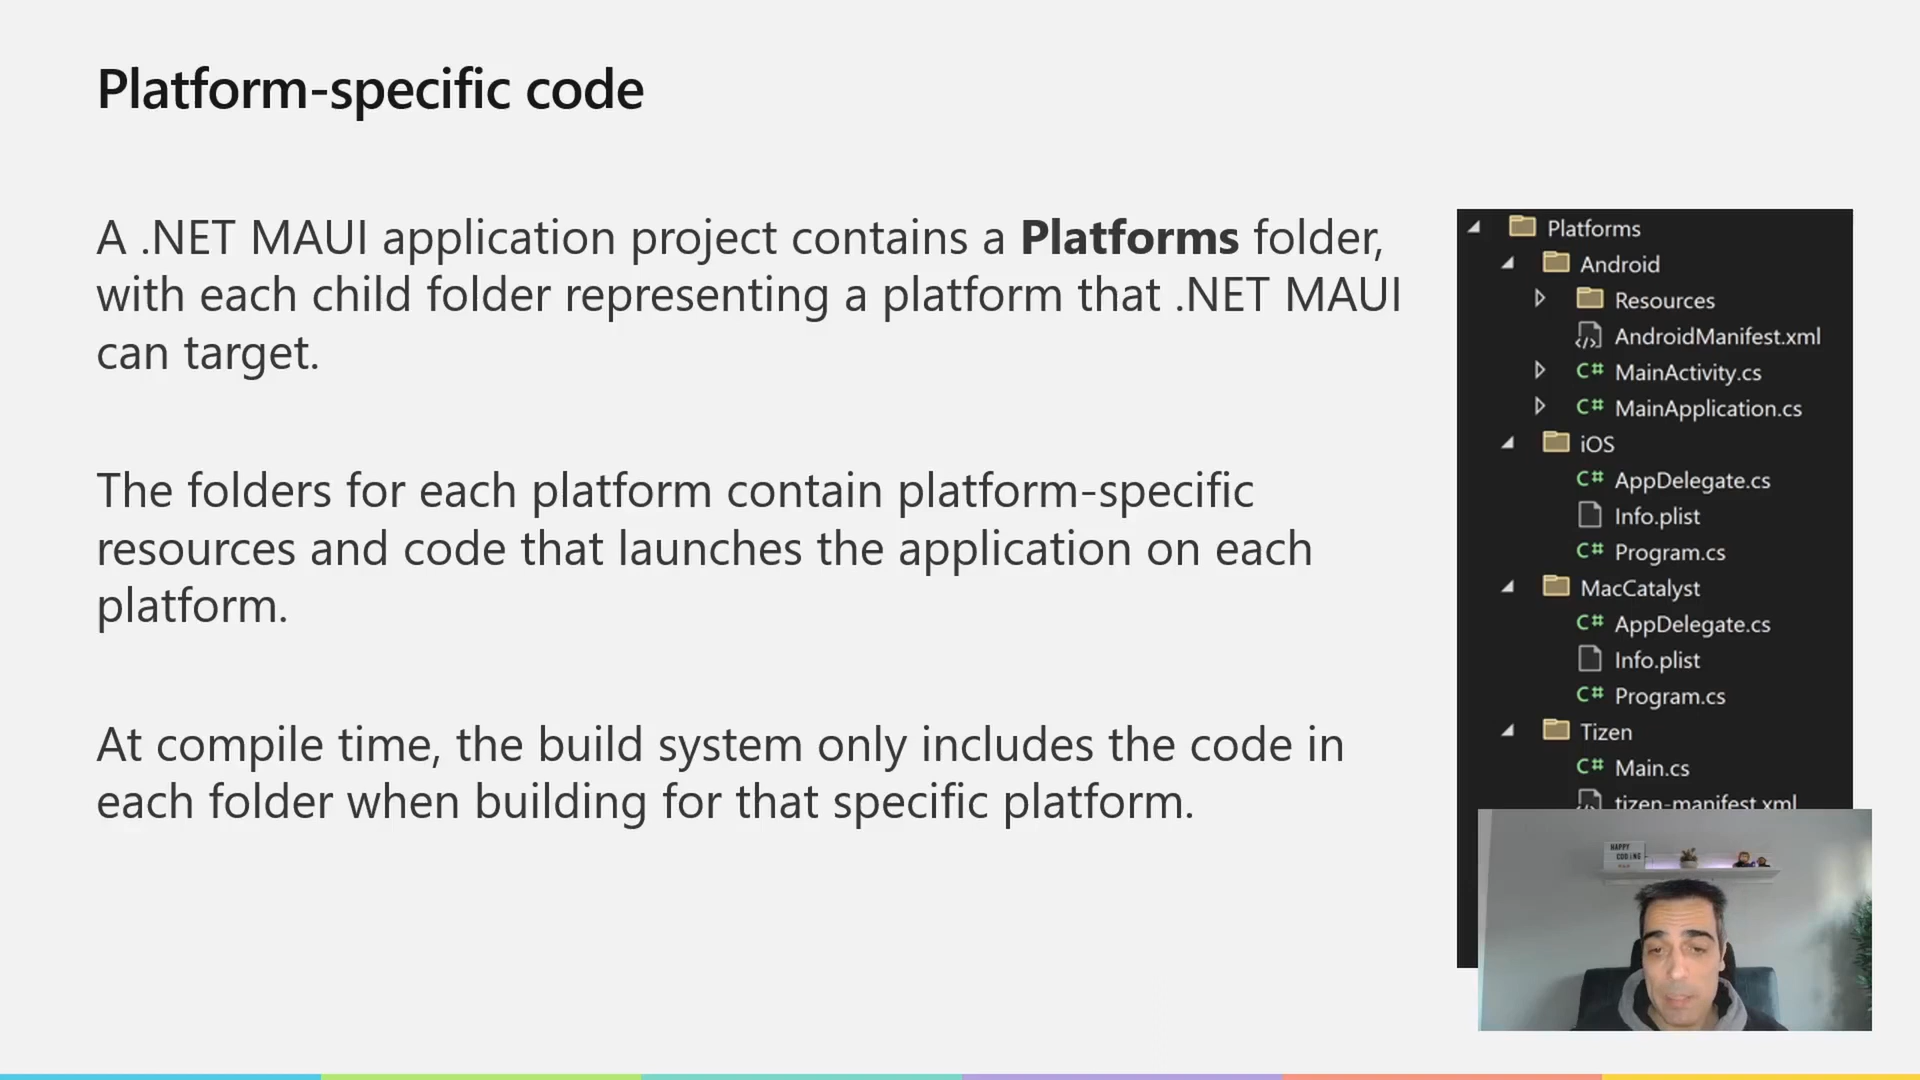 Platform-specific code
A .NET MAUI application project contains a Platforms folder,
with each child folder representing a platform that .NET MAUI
can target.
The folders for each platform contain platform-specific
resources and code that launches the application on each
platform.
At compile time, the build system only includes the code in
each folder when building for that specific platform.
Platforms
Android
Resources
AndroidManifest.xml
C# MainActivity.cs
C# MainApplication.cs
iOS
C# AppDelegate.cs
Info.plist
C# Program.cs
MacCatalyst
C# AppDelegate.cs
Info.plist
C# Program.cs
Tizen
C# Main.cs
tizen-manifest.xml
HAPPY
CODING